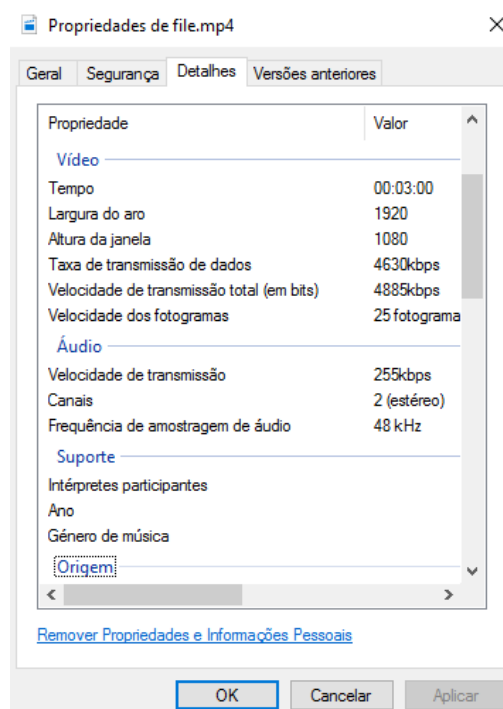 Propriedades de file.mp4
Geral Segurança Detalhes Versões anteriores
Propriedade Valor
Vídeo
Tempo 00:03:00
Largura do aro 1920
Altura da janela 1080
Taxa de transmissão de dados 4630kbps
Velocidade de transmissão total (em bits) 4885kbps
Velocidade dos fotogramas 25 fotograma
Áudio
Velocidade de transmissão 255kbps
Canais 2 (estéreo)
Frequência de amostragem de áudio 48 kHz
Suporte
Intérpretes participantes
Ano
Género de música
Origem
Remover Propriedades e Informações Pessoais
OK Cancelar Aplicar